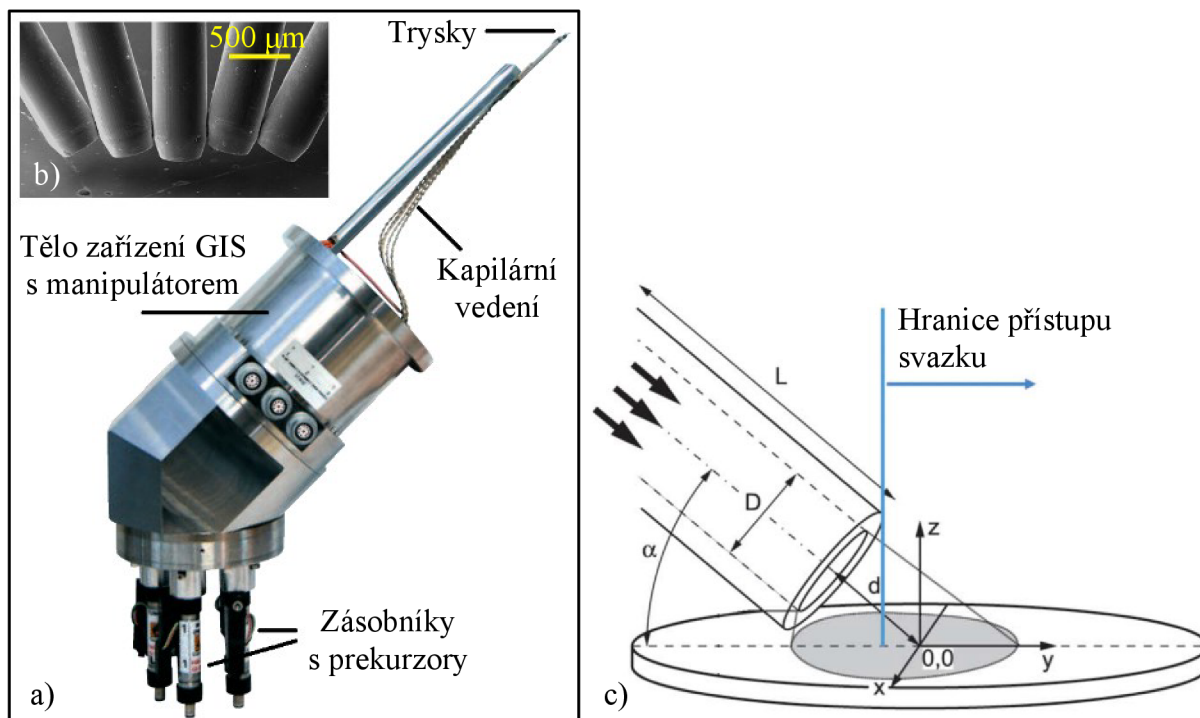 500 µm
b)
Trysky
Tělo zařízení GIS
s manipulátorem
Kapilární
vedení
Zásobníky
s prekurzory
a)
Hranice přístupu
svazku
L
D
α
d
z
0,0
y
x
c)